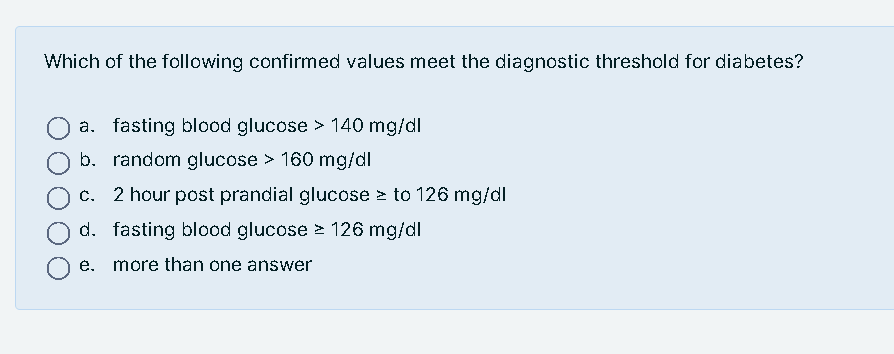 Which of the following confirmed values meet the diagnostic threshold for diabetes?
a. fasting blood glucose > 140 mg/dl
b. random glucose > 160 mg/dl
c. 2 hour post prandial glucose ≥ to 126 mg/dl
d. fasting blood glucose ≥ 126 mg/dl
e. more than one answer